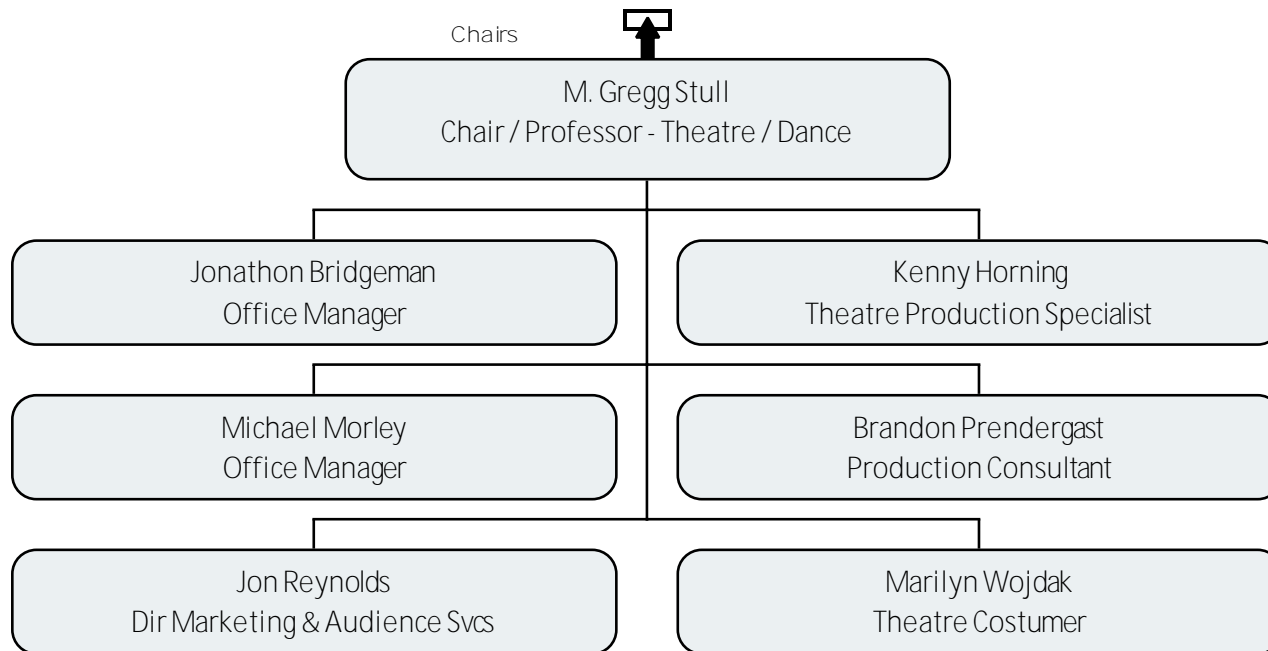 Chairs
M. Gregg Stull
Chair / Professor - Theatre / Dance
Jonathon Bridgeman
Office Manager
Kenny Horning
Theatre Production Specialist
Michael Morley
Office Manager
Brandon Prendergast
Production Consultant
Jon Reynolds
Dir Marketing & Audience Svcs
Marilyn Wojdak
Theatre Costumer